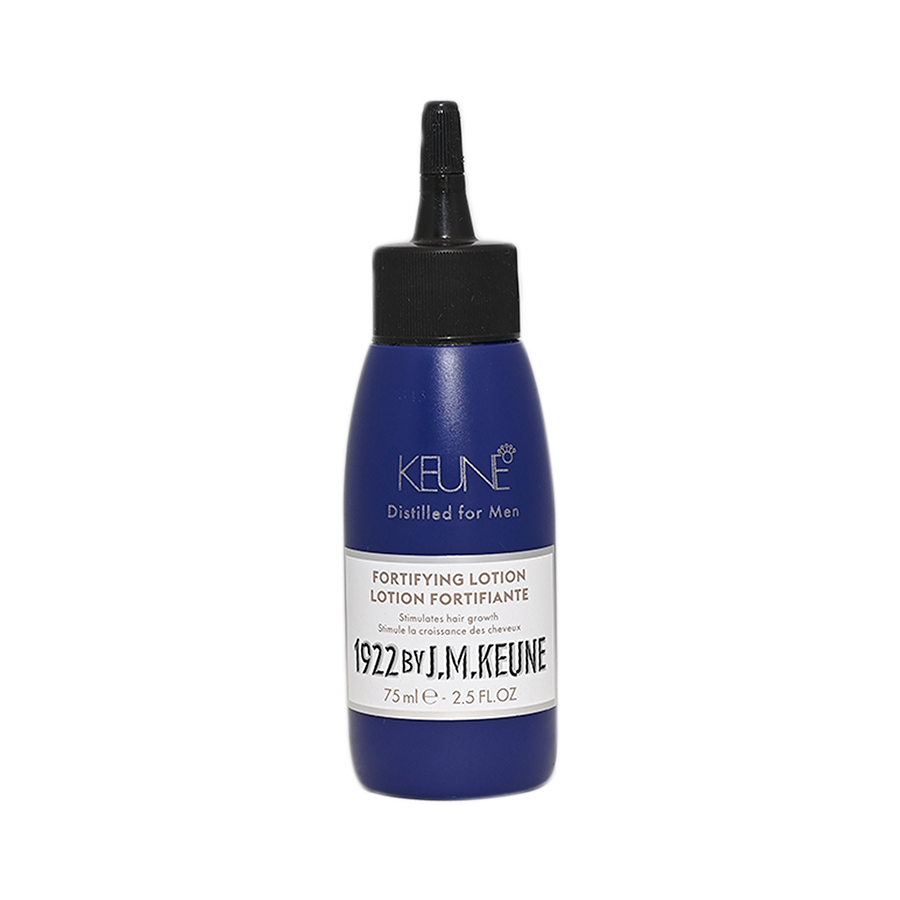 KEUNE
Distilled for Men
FORTIFYING LOTION
LOTION FORTIFIANTE
Stimulates hair growth
Stimule la croissance des cheveux
1922 BY J.M.KEUNE
75 ml ℮ - 2.5 FL.OZ